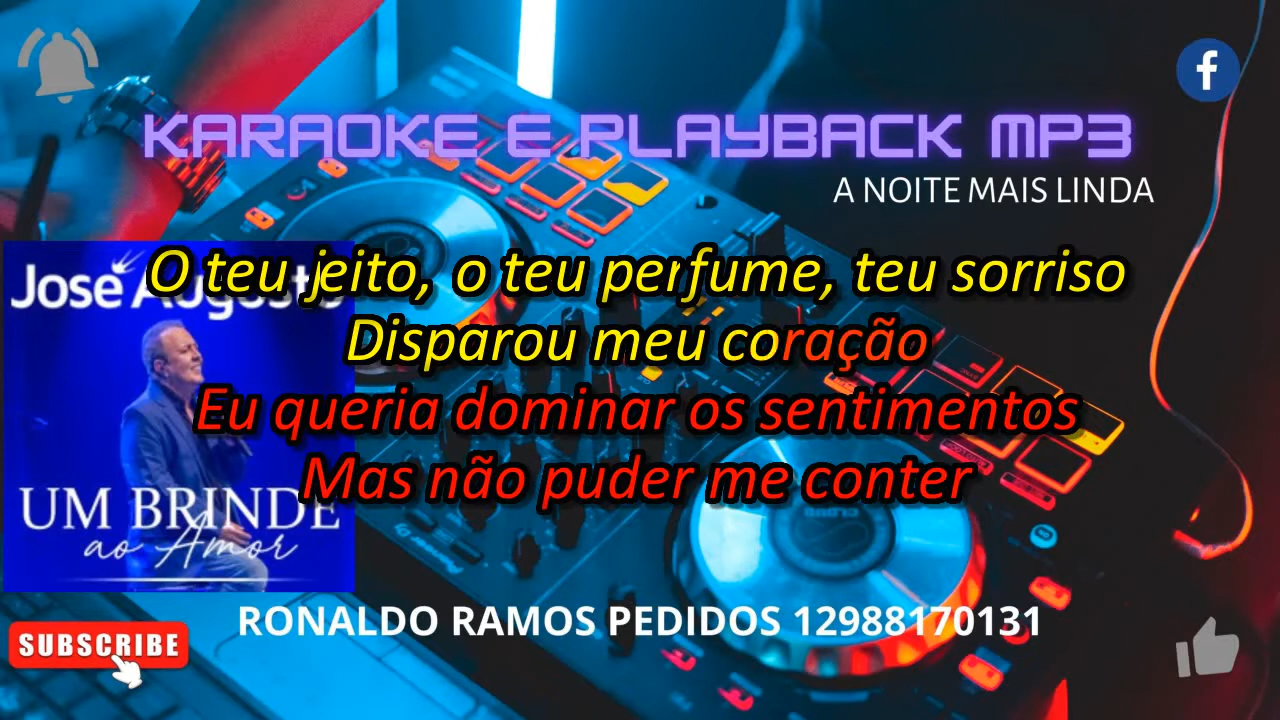 KARAOKE E PLAYBACK MP3
A NOITE MAIS LINDA
José Augusto
O teu jeito, o teu perfume, teu sorriso
Disparou meu coração
Eu queria dominar os sentimentos
Mas não puder me conter
UM BRINDE
ao Amor
RONALDO RAMOS PEDIDOS 12988170131
SUBSCRIBE
f